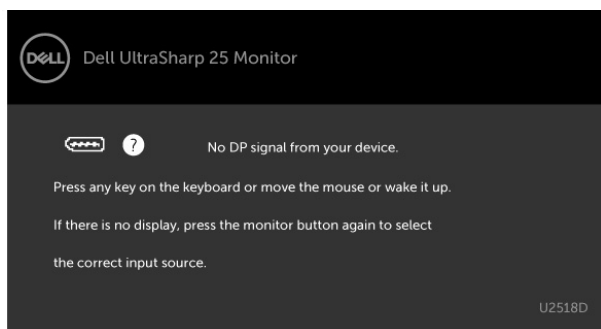 DELL Dell UltraSharp 25 Monitor
? No DP signal from your device.
Press any key on the keyboard or move the mouse or wake it up.
If there is no display, press the monitor button again to select
the correct input source.
U2518D